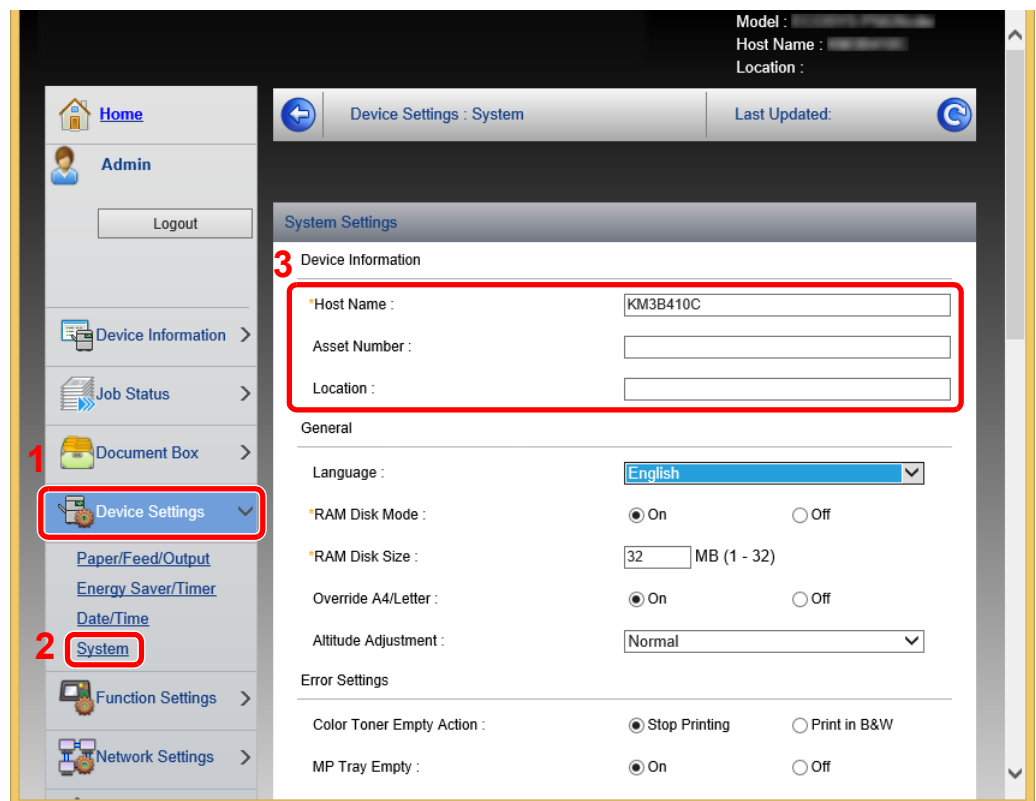 Model :
Host Name :
Location :
Home
Device Settings : System
Last Updated:
Admin
Logout
System Settings
3
Device Information
*Host Name :
KM3B410C
Asset Number :
Location :
Device Information
Job Status
1
Document Box
Device Settings
Paper/Feed/Output
Energy Saver/Timer
Date/Time
2
System
Function Settings
Network Settings
General
Language :
English
*RAM Disk Mode :
On
Off
*RAM Disk Size :
32
MB (1 - 32)
Override A4/Letter :
On
Off
Altitude Adjustment :
Normal
Error Settings
Color Toner Empty Action :
Stop Printing
Print in B&W
MP Tray Empty :
On
Off